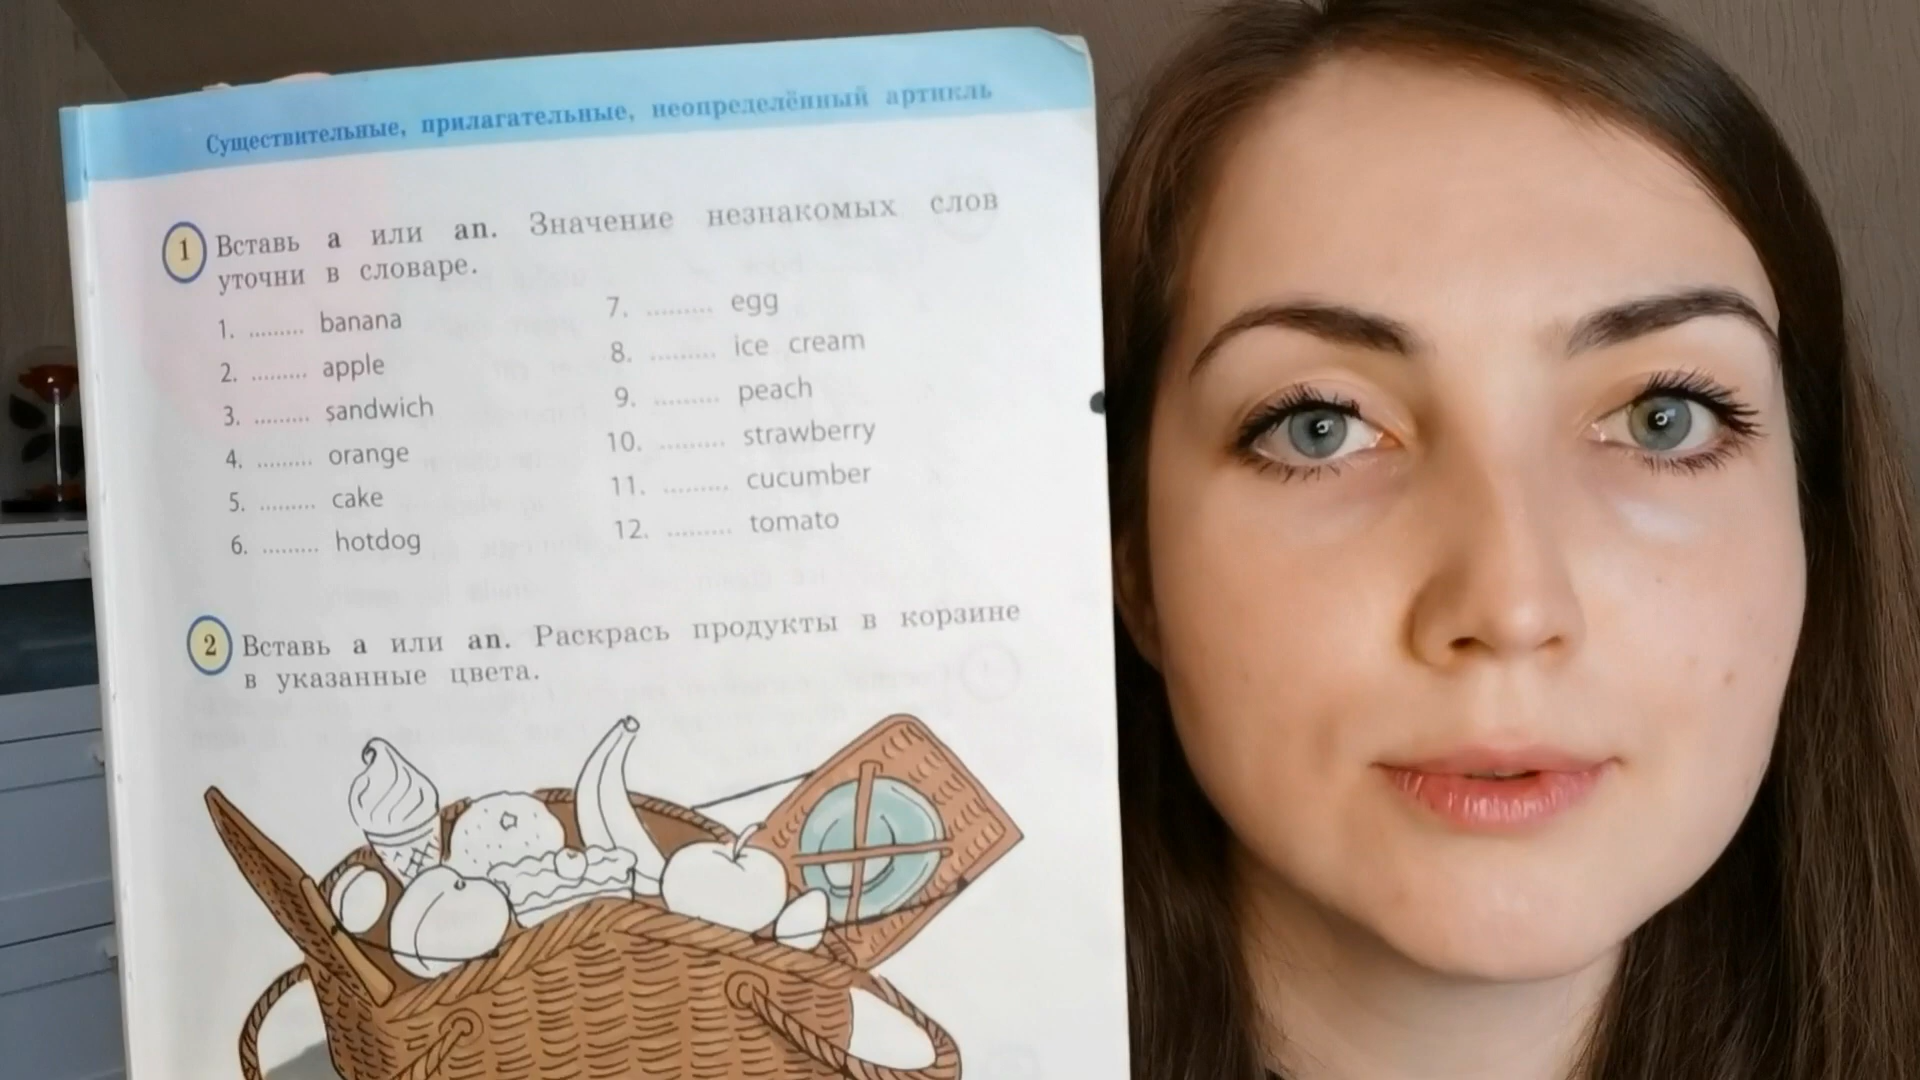 Существительные, прилагательные, неопределённый артикль
1 Вставь a или an. Значение незнакомых слов
уточни в словаре.
1. ......... banana
2. ......... apple
3. ......... sandwich
4. ......... orange
5. ......... cake
6. ......... hotdog
7. ......... egg
8. ......... ice cream
9. ......... peach
10. ......... strawberry
11. ......... cucumber
12. ......... tomato
2 Вставь a или an. Раскрась продукты в корзине
в указанные цвета.